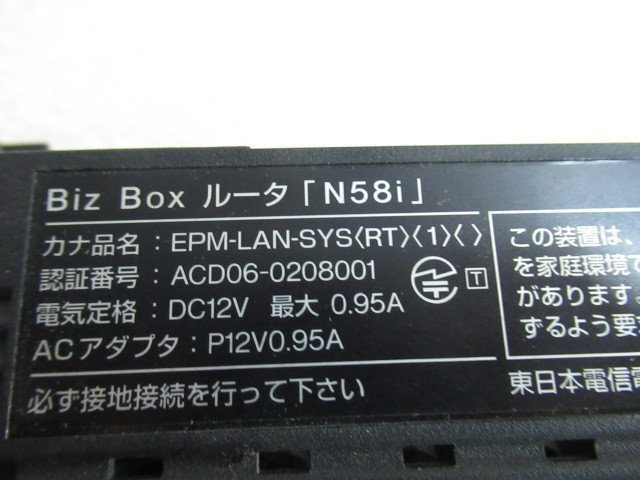 Biz Box ルータ「N58i」
カナ品名：EPM-LAN-SYS〈RT〉〈1〉〈〉
認証番号：ACD06-0208001
T
電気定格：DC12V 最大 0.95A
ACアダプタ：P12V0.95A
必ず接地接続を行って下さい
この装置は、
を家庭環境で
があります
ずるよう要
東日本電信電